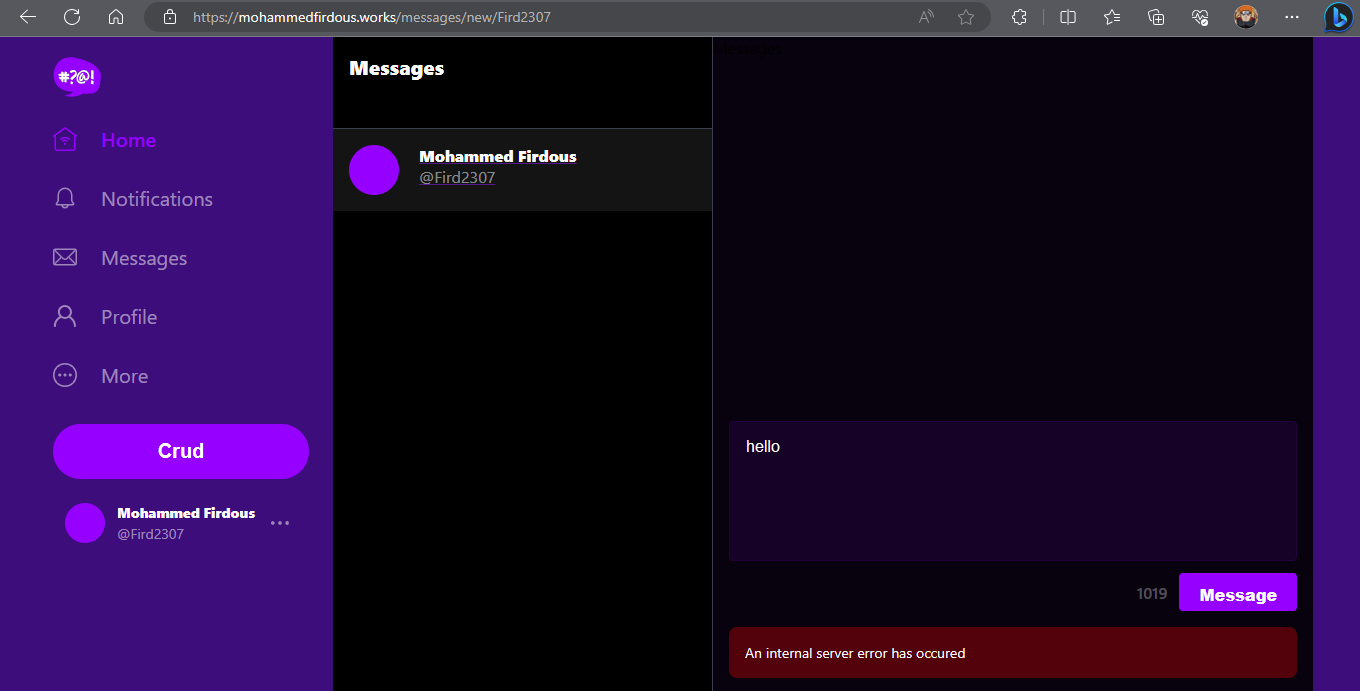 https://mohammedfirdous.works/messages/new/Fird2307
#?@!
Home
Notifications
Messages
Profile
More
Crud
Mohammed Firdous
@Fird2307
Messages
Mohammed Firdous
@Fird2307
Messages
hello
1019
Message
An internal server error has occured